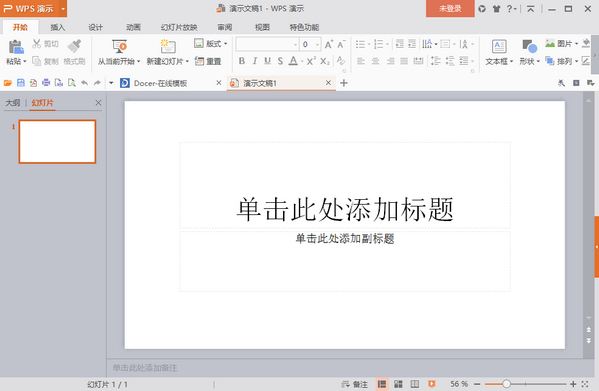 WPS 演示 演示文稿1 - WPS 演示 未登录
开始 插入 设计 动画 幻灯片放映 审阅 视图 特色功能
粘贴 剪切 复制 格式刷 从当前开始 新建幻灯片 版式 重置 0 B I U S A X² X₂ 文本框 形状 图片 排列
Docer-在线模板 演示文稿1
大纲 幻灯片
1
单击此处添加标题
单击此处添加副标题
单击此处添加备注
幻灯片 1 / 1 备注 56 %